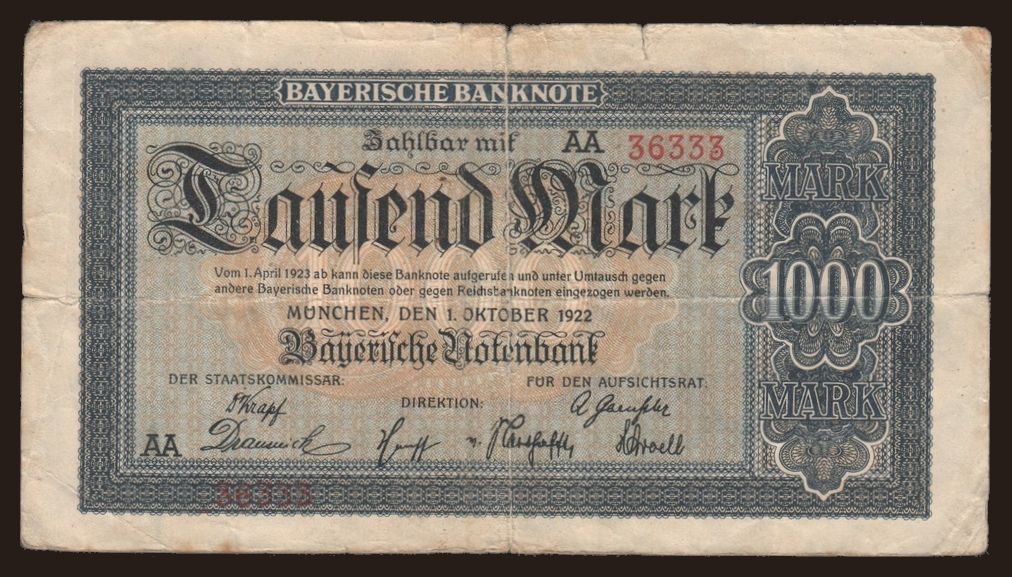 BAYERISCHE BANKNOTE
Zahlbar mit AA 36333
Tausend Mark
MARK
1000
MARK
Vom 1. April 1923 ab kann diese Banknote aufgerufen und unter Umtausch gegen
andere Bayerische Banknoten oder gegen Reichsbanknoten eingezogen werden.
MÜNCHEN, DEN 1. OKTOBER 1922
Bayerische Notenbank
DER STAATSKOMMISSAR:
FÜR DEN AUFSICHTSRAT:
DIREKTION:
AA
36333